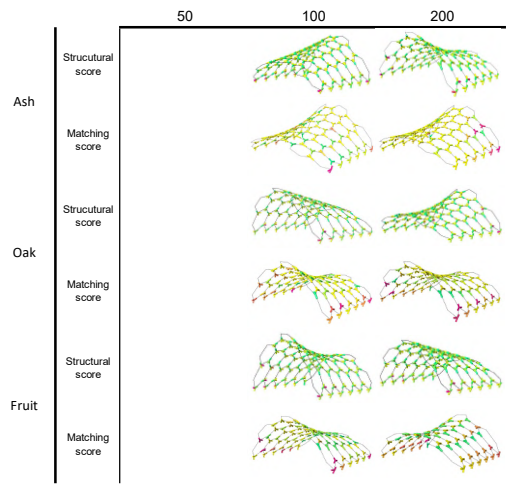 50 100 200
Strucutural
score
Ash
Matching
score
Strucutural
score
Oak
Matching
score
Structural
score
Fruit
Matching
score